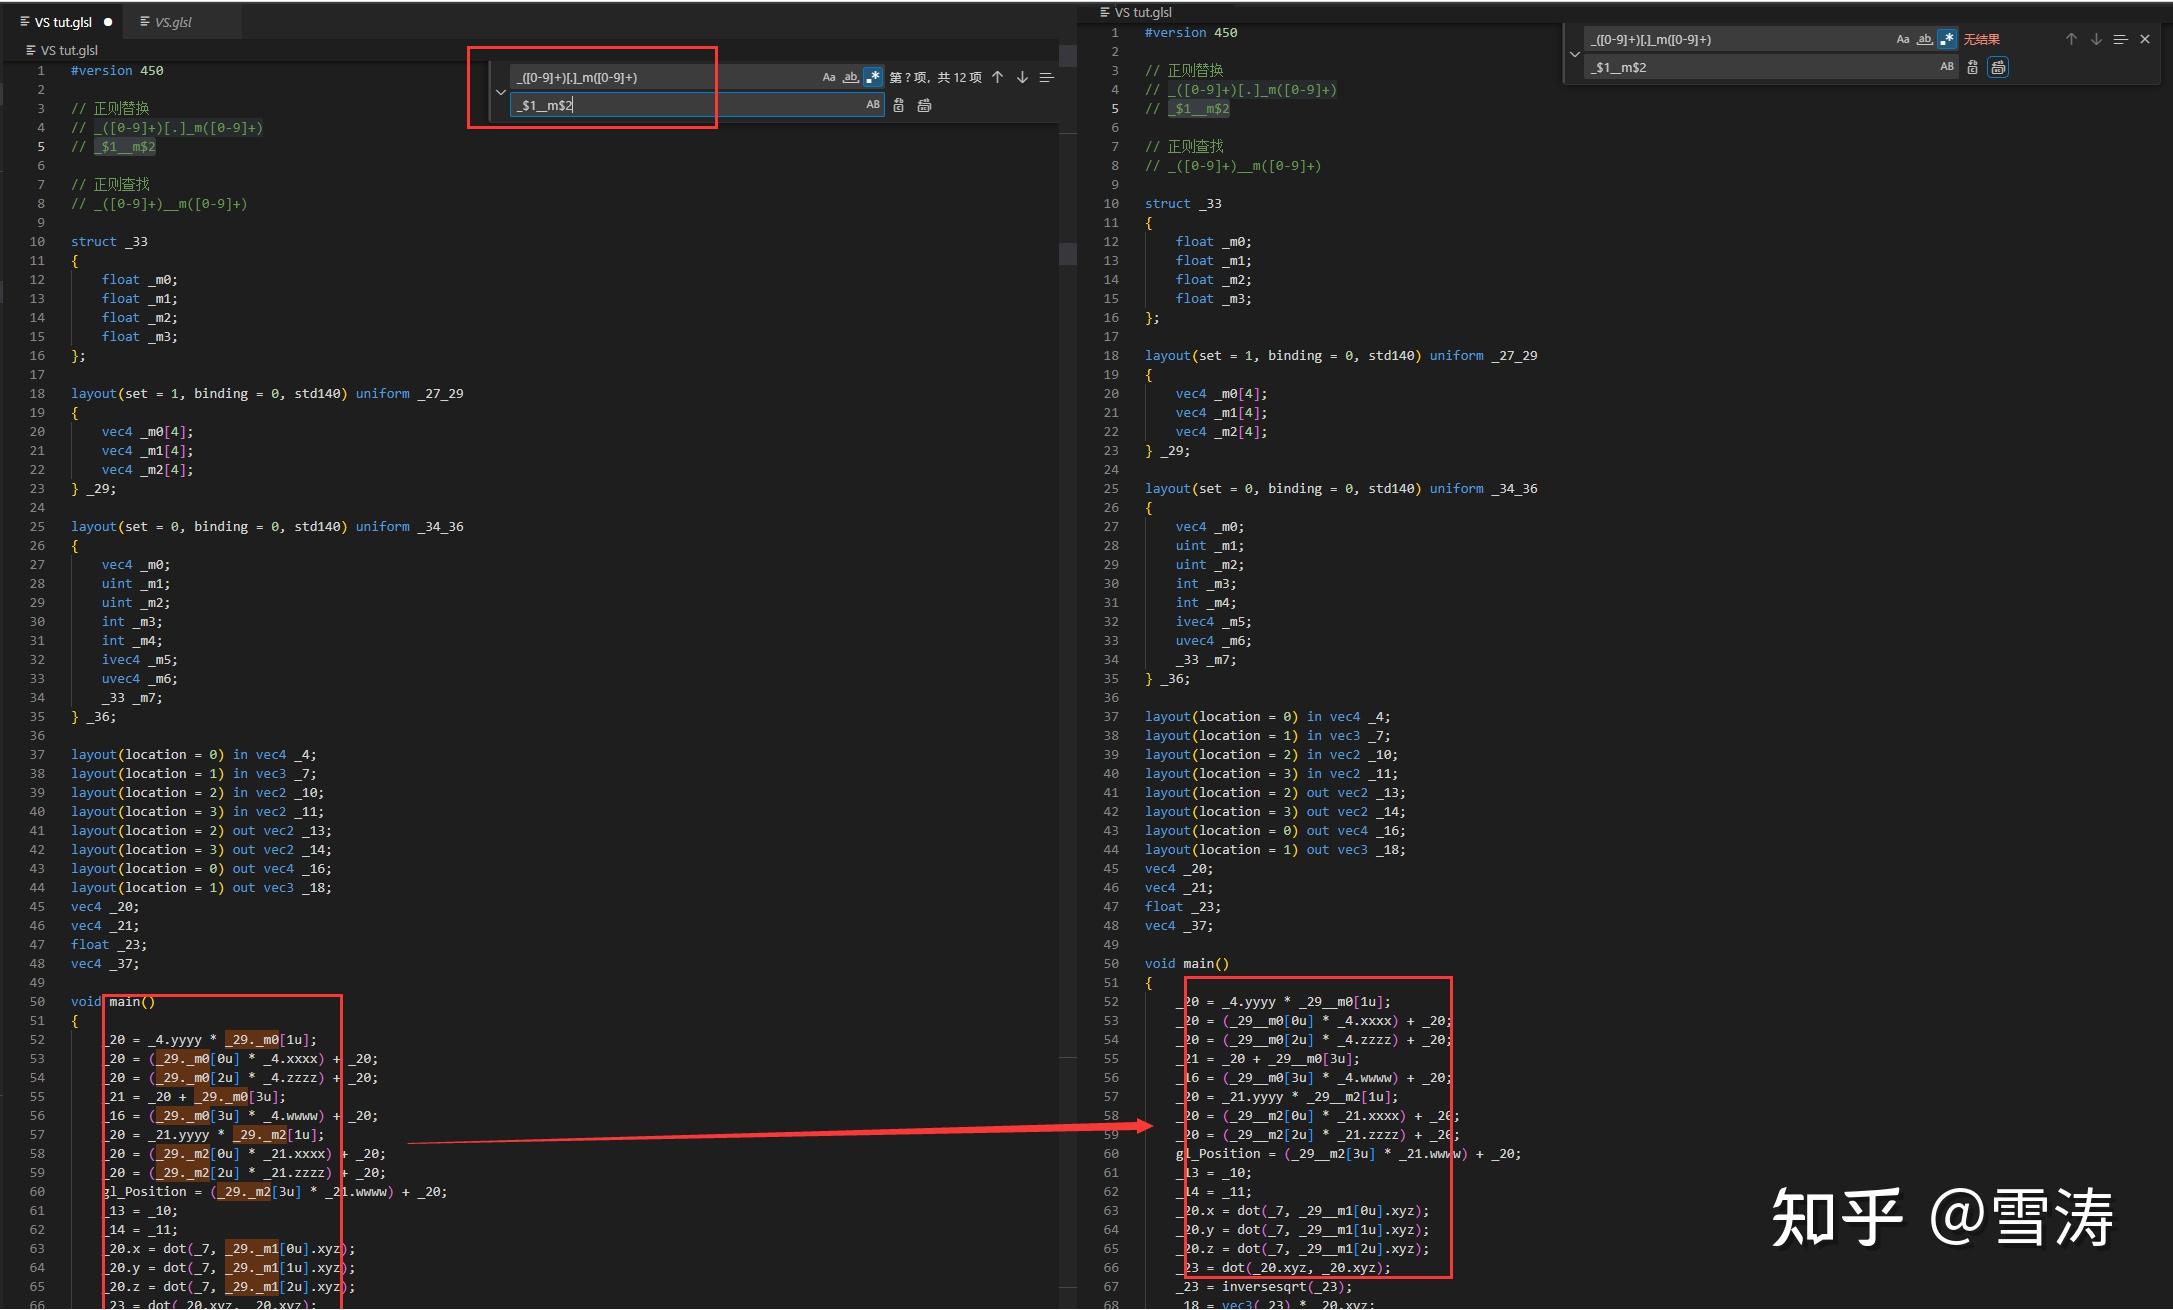 VS tut.glsl ●
VS.glsl
VS tut.glsl
_([0-9]+)[.]_m([0-9]+)
Aa ab .* 第 ? 项, 共 12 项
_$1__m$2
AB
1 #version 450
2
3 // 正则替换
4 // _([0-9]+)[.]_m([0-9]+)
5 // _$1__m$2
6
7 // 正则查找
8 // _([0-9]+)__m([0-9]+)
9
10 struct _33
11 {
12 float _m0;
13 float _m1;
14 float _m2;
15 float _m3;
16 };
17
18 layout(set = 1, binding = 0, std140) uniform _27_29
19 {
20 vec4 _m0[4];
21 vec4 _m1[4];
22 vec4 _m2[4];
23 } _29;
24
25 layout(set = 0, binding = 0, std140) uniform _34_36
26 {
27 vec4 _m0;
28 uint _m1;
29 uint _m2;
30 int _m3;
31 int _m4;
32 ivec4 _m5;
33 uvec4 _m6;
34 _33 _m7;
35 } _36;
36
37 layout(location = 0) in vec4 _4;
38 layout(location = 1) in vec3 _7;
39 layout(location = 2) in vec2 _10;
40 layout(location = 3) in vec2 _11;
41 layout(location = 2) out vec2 _13;
42 layout(location = 3) out vec2 _14;
43 layout(location = 0) out vec4 _16;
44 layout(location = 1) out vec3 _18;
45 vec4 _20;
46 vec4 _21;
47 float _23;
48 vec4 _37;
49
50 void main()
51 {
52 _20 = _4.yyyy * _29._m0[1u];
53 _20 = (_29._m0[0u] * _4.xxxx) + _20;
54 _20 = (_29._m0[2u] * _4.zzzz) + _20;
55 _21 = _20 + _29._m0[3u];
56 _16 = (_29._m0[3u] * _4.wwww) + _20;
57 _20 = _21.yyyy * _29._m2[1u];
58 _20 = (_29._m2[0u] * _21.xxxx) + _20;
59 _20 = (_29._m2[2u] * _21.zzzz) + _20;
60 gl_Position = (_29._m2[3u] * _21.wwww) + _20;
61 _13 = _10;
62 _14 = _11;
63 _20.x = dot(_7, _29._m1[0u].xyz);
64 _20.y = dot(_7, _29._m1[1u].xyz);
65 _20.z = dot(_7, _29._m1[2u].xyz);
66 _23 = dot(_20.xyz, _20.xyz);
VS tut.glsl
_([0-9]+)[.]_m([0-9]+)
Aa ab .* 无结果
_$1__m$2
AB
1 #version 450
2
3 // 正则替换
4 // _([0-9]+)[.]_m([0-9]+)
5 // _$1__m$2
6
7 // 正则查找
8 // _([0-9]+)__m([0-9]+)
9
10 struct _33
11 {
12 float _m0;
13 float _m1;
14 float _m2;
15 float _m3;
16 };
17
18 layout(set = 1, binding = 0, std140) uniform _27_29
19 {
20 vec4 _m0[4];
21 vec4 _m1[4];
22 vec4 _m2[4];
23 } _29;
24
25 layout(set = 0, binding = 0, std140) uniform _34_36
26 {
27 vec4 _m0;
28 uint _m1;
29 uint _m2;
30 int _m3;
31 int _m4;
32 ivec4 _m5;
33 uvec4 _m6;
34 _33 _m7;
35 } _36;
36
37 layout(location = 0) in vec4 _4;
38 layout(location = 1) in vec3 _7;
39 layout(location = 2) in vec2 _10;
40 layout(location = 3) in vec2 _11;
41 layout(location = 2) out vec2 _13;
42 layout(location = 3) out vec2 _14;
43 layout(location = 0) out vec4 _16;
44 layout(location = 1) out vec3 _18;
45 vec4 _20;
46 vec4 _21;
47 float _23;
48 vec4 _37;
49
50 void main()
51 {
52 _20 = _4.yyyy * _29__m0[1u];
53 _20 = (_29__m0[0u] * _4.xxxx) + _20;
54 _20 = (_29__m0[2u] * _4.zzzz) + _20;
55 _21 = _20 + _29__m0[3u];
56 _16 = (_29__m0[3u] * _4.wwww) + _20;
57 _20 = _21.yyyy * _29__m2[1u];
58 _20 = (_29__m2[0u] * _21.xxxx) + _20;
59 _20 = (_29__m2[2u] * _21.zzzz) + _20;
60 gl_Position = (_29__m2[3u] * _21.wwww) + _20;
61 _13 = _10;
62 _14 = _11;
63 _20.x = dot(_7, _29__m1[0u].xyz);
64 _20.y = dot(_7, _29__m1[1u].xyz);
65 _20.z = dot(_7, _29__m1[2u].xyz);
66 _23 = dot(_20.xyz, _20.xyz);
67 _23 = inversesqrt(_23);
68 _18 = vec3(_23) * _20.xyz;
知乎 @雪涛